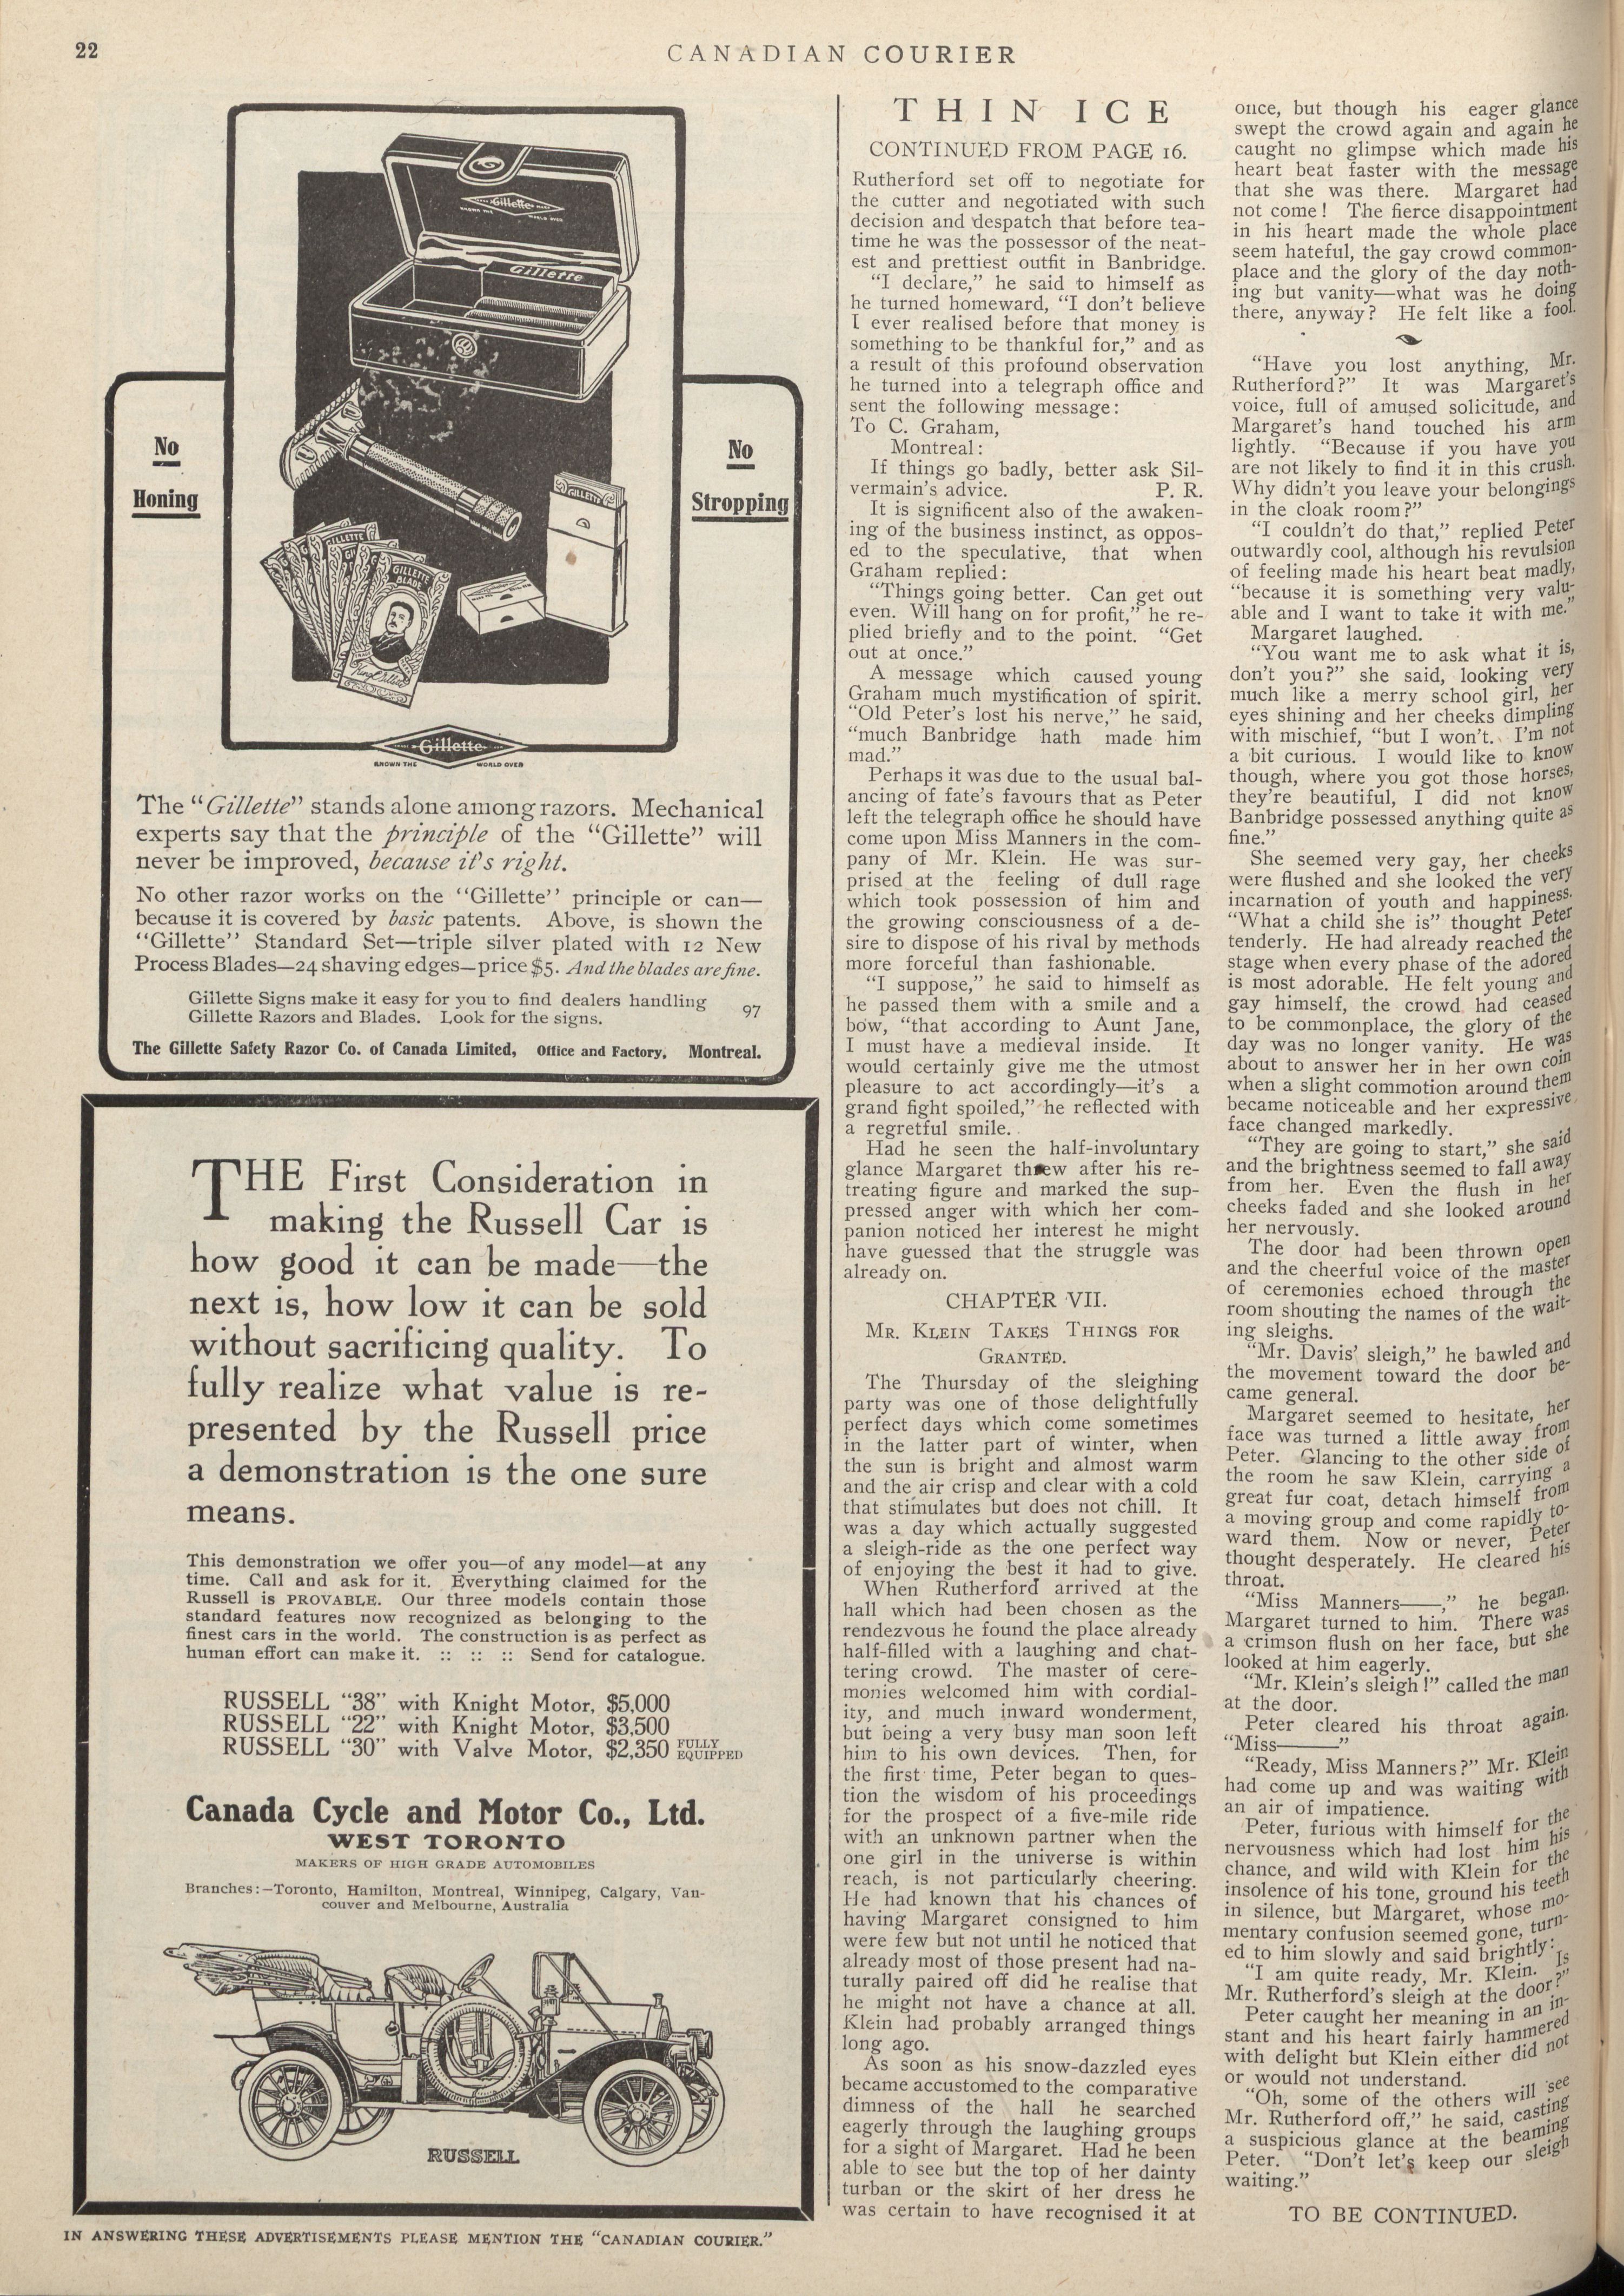 22
CANADIAN COURIER
Gillette
KNOWN THE WORLD OVER
Gillette
GILLETTE
GILLETTE
GILLETTE
BLADE
No
Honing
No
Stropping
Gillette
KNOWN THE WORLD OVER
The "Gillette" stands alone among razors. Mechanical
experts say that the principle of the "Gillette" will
never be improved, because it's right.
No other razor works on the "Gillette" principle or can—
because it is covered by basic patents. Above, is shown the
"Gillette" Standard Set—triple silver plated with 12 New
Process Blades—24 shaving edges—price $5. And the blades are fine.
Gillette Signs make it easy for you to find dealers handling
Gillette Razors and Blades. Look for the signs.
97
The Gillette Safety Razor Co. of Canada Limited, Office and Factory, Montreal.
THE First Consideration in
making the Russell Car is
how good it can be made—the
next is, how low it can be sold
without sacrificing quality. To
fully realize what value is re-
presented by the Russell price
a demonstration is the one sure
means.
This demonstration we offer you—of any model—at any
time. Call and ask for it. Everything claimed for the
Russell is PROVABLE. Our three models contain those
standard features now recognized as belonging to the
finest cars in the world. The construction is as perfect as
human effort can make it. :: :: :: Send for catalogue.
RUSSELL "38" with Knight Motor, $5,000
RUSSELL "22" with Knight Motor, $3,500
RUSSELL "30" with Valve Motor, $2,350 FULLY EQUIPPED
Canada Cycle and Motor Co., Ltd.
WEST TORONTO
MAKERS OF HIGH GRADE AUTOMOBILES
Branches:—Toronto, Hamilton, Montreal, Winnipeg, Calgary, Van-
couver and Melbourne, Australia
RUSSELL
IN ANSWERING THESE ADVERTISEMENTS PLEASE MENTION THE "CANADIAN COURIER."
THIN ICE
CONTINUED FROM PAGE 16.
Rutherford set off to negotiate for
the cutter and negotiated with such
decision and despatch that before tea-
time he was the possessor of the neat-
est and prettiest outfit in Banbridge.
"I declare," he said to himself as
he turned homeward, "I don't believe
I ever realised before that money is
something to be thankful for," and as
a result of this profound observation
he turned into a telegraph office and
sent the following message:
To C. Graham,
Montreal:
If things go badly, better ask Sil-
vermain's advice. P. R.
It is significent also of the awaken-
ing of the business instinct, as oppos-
ed to the speculative, that when
Graham replied:
"Things going better. Can get out
even. Will hang on for profit," he re-
plied briefly and to the point. "Get
out at once."
A message which caused young
Graham much mystification of spirit.
"Old Peter's lost his nerve," he said,
"much Banbridge hath made him
mad."
Perhaps it was due to the usual bal-
ancing of fate's favours that as Peter
left the telegraph office he should have
come upon Miss Manners in the com-
pany of Mr. Klein. He was sur-
prised at the feeling of dull rage
which took possession of him and
the growing consciousness of a de-
sire to dispose of his rival by methods
more forceful than fashionable.
"I suppose," he said to himself as
he passed them with a smile and a
bow, "that according to Aunt Jane,
I must have a medieval inside. It
would certainly give me the utmost
pleasure to act accordingly—it's a
grand fight spoiled," he reflected with
a regretful smile.
Had he seen the half-involuntary
glance Margaret threw after his re-
treating figure and marked the sup-
pressed anger with which her com-
panion noticed her interest he might
have guessed that the struggle was
already on.
CHAPTER VII.
MR. KLEIN TAKES THINGS FOR
GRANTED.
The Thursday of the sleighing
party was one of those delightfully
perfect days which come sometimes
in the latter part of winter, when
the sun is bright and almost warm
and the air crisp and clear with a cold
that stimulates but does not chill. It
was a day which actually suggested
a sleigh-ride as the one perfect way
of enjoying the best it had to give.
When Rutherford arrived at the
hall which had been chosen as the
rendezvous he found the place already
half-filled with a laughing and chat-
tering crowd. The master of cere-
monies welcomed him with cordial-
ity, and much inward wonderment,
but being a very busy man soon left
him to his own devices. Then, for
the first time, Peter began to ques-
tion the wisdom of his proceedings
for the prospect of a five-mile ride
with an unknown partner when the
one girl in the universe is within
reach, is not particularly cheering.
He had known that his chances of
having Margaret consigned to him
were few but not until he noticed that
already most of those present had na-
turally paired off did he realise that
he might not have a chance at all.
Klein had probably arranged things
long ago.
As soon as his snow-dazzled eyes
became accustomed to the comparative
dimness of the hall he searched
eagerly through the laughing groups
for a sight of Margaret. Had he been
able to see but the top of her dainty
turban or the skirt of her dress he
was certain to have recognised it at
once, but though his eager glance
swept the crowd again and again he
caught no glimpse which made his
heart beat faster with the message
that she was there. Margaret had
not come! The fierce disappointment
in his heart made the whole place
seem hateful, the gay crowd common-
place and the glory of the day noth-
ing but vanity—what was he doing
there, anyway? He felt like a fool.
"Have you lost anything, Mr.
Rutherford?" It was Margaret's
voice, full of amused solicitude, and
Margaret's hand touched his arm
lightly. "Because if you have you
are not likely to find it in this crush.
Why didn't you leave your belongings
in the cloak room?"
"I couldn't do that," replied Peter
outwardly cool, although his revulsion
of feeling made his heart beat madly,
"because it is something very valu-
able and I want to take it with me."
Margaret laughed.
"You want me to ask what it is,
don't you?" she said, looking very
much like a merry school girl, her
eyes shining and her cheeks dimpling
with mischief, "but I won't. I'm not
a bit curious. I would like to know
though, where you got those horses,
they're beautiful, I did not know
Banbridge possessed anything quite as
fine."
She seemed very gay, her cheeks
were flushed and she looked the very
incarnation of youth and happiness.
"What a child she is" thought Peter
tenderly. He had already reached the
stage when every phase of the adored
is most adorable. He felt young and
gay himself, the crowd had ceased
to be commonplace, the glory of the
day was no longer vanity. He was
about to answer her in her own coin
when a slight commotion around them
became noticeable and her expressive
face changed markedly.
"They are going to start," she said
and the brightness seemed to fall away
from her. Even the flush in her
cheeks faded and she looked around
her nervously.
The door had been thrown open
and the cheerful voice of the master
of ceremonies echoed through the
room shouting the names of the wait-
ing sleighs.
"Mr. Davis' sleigh," he bawled and
the movement toward the door be-
came general.
Margaret seemed to hesitate, her
face was turned a little away from
Peter. Glancing to the other side of
the room he saw Klein, carrying a
great fur coat, detach himself from
a moving group and come rapidly to-
ward them. Now or never, Peter
thought desperately. He cleared his
throat.
"Miss Manners——," he began.
Margaret turned to him. There was
a crimson flush on her face, but she
looked at him eagerly.
"Mr. Klein's sleigh!" called the man
at the door.
Peter cleared his throat again.
"Miss———"
"Ready, Miss Manners?" Mr. Klein
had come up and was waiting with
an air of impatience.
Peter, furious with himself for the
nervousness which had lost him his
chance, and wild with Klein for the
insolence of his tone, ground his teeth
in silence, but Margaret, whose mo-
mentary confusion seemed gone, turn-
ed to him slowly and said brightly:
"I am quite ready, Mr. Klein. Is
Mr. Rutherford's sleigh at the door?"
Peter caught her meaning in an in-
stant and his heart fairly hammered
with delight but Klein either did not
or would not understand.
"Oh, some of the others will see
Mr. Rutherford off," he said, casting
a suspicious glance at the beaming
Peter. "Don't let's keep our sleigh
waiting."
TO BE CONTINUED.